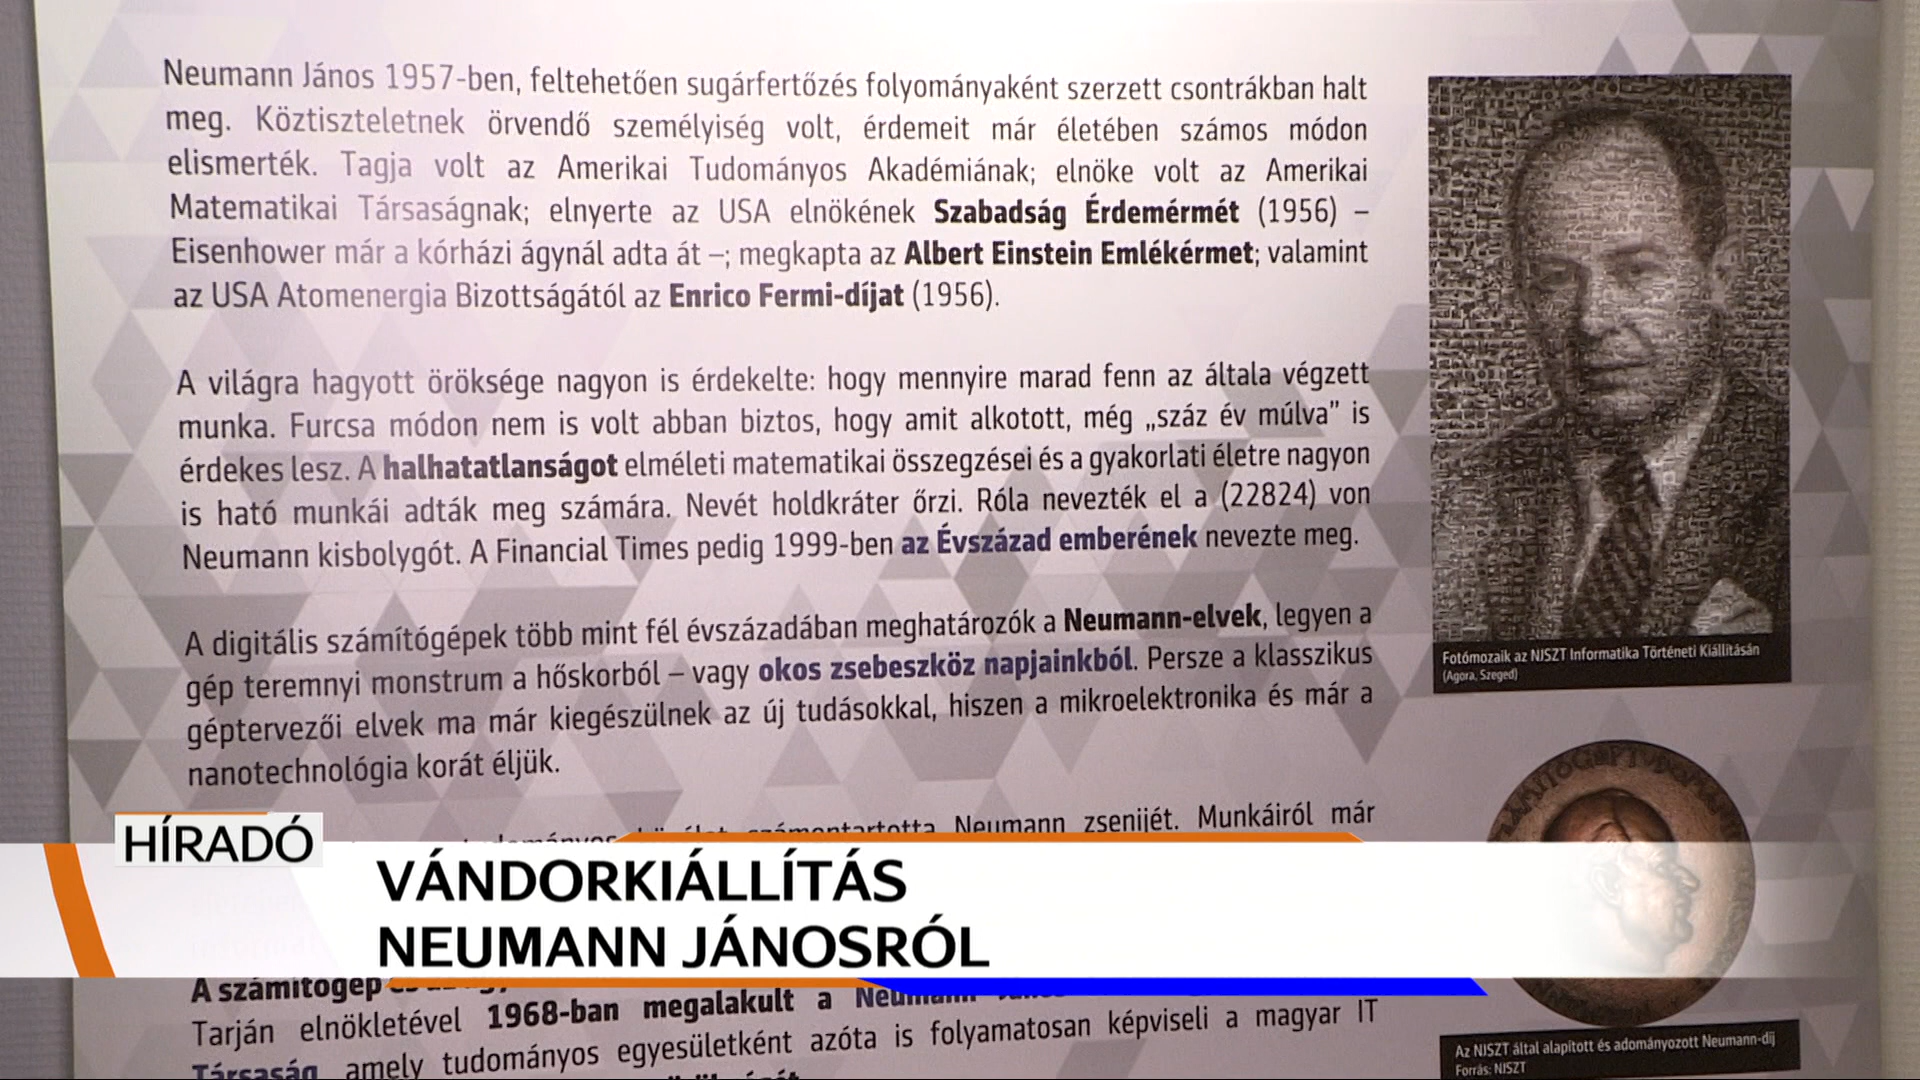 Neumann János 1957-ben, feltehetően sugárfertőzés folyományaként szerzett csontrákban halt
meg. Köztiszteletnek örvendő személyiség volt, érdemeit már életében számos módon
elismerték. Tagja volt az Amerikai Tudományos Akadémiának; elnöke volt az Amerikai
Matematikai Társaságnak; elnyerte az USA elnökének Szabadság Érdemérmét (1956) –
Eisenhower már a kórházi ágynál adta át –; megkapta az Albert Einstein Emlékérmet; valamint
az USA Atomenergia Bizottságától az Enrico Fermi-díjat (1956).
A világra hagyott öröksége nagyon is érdekelte: hogy mennyire marad fenn az általa végzett
munka. Furcsa módon nem is volt abban biztos, hogy amit alkotott, még „száz év múlva” is
érdekes lesz. A halhatatlanságot elméleti matematikai összegzései és a gyakorlati életre nagyon
is ható munkái adták meg számára. Nevét holdkráter őrzi. Róla nevezték el a (22824) von
Neumann kisbolygót. A Financial Times pedig 1999-ben az Évszázad emberének nevezte meg.
A digitális számítógépek több mint fél évszázadában meghatározók a Neumann-elvek, legyen a
gép teremnyi monstrum a hőskorból – vagy okos zsebeszköz napjainkból. Persze a klasszikus
géptervezői elvek ma már kiegészülnek az új tudásokkal, hiszen a mikroelektronika és már a
nanotechnológia korát éljük.
számontartotta Neumann zsenijét. Munkáiról már
A számítógép
Tarján elnökletével 1968-ban megalakult a Neumann
Társaság, amely tudományos egyesületként azóta is folyamatosan képviseli a magyar IT
Fotómozaik az NJSZT Informatika Történeti Kiállításán
(Agora, Szeged)
Az NJSZT által alapított és adományozott Neumann-díj
Forrás: NJSZT
HÍRADÓ
VÁNDORKIÁLLÍTÁS
NEUMANN JÁNOSRÓL